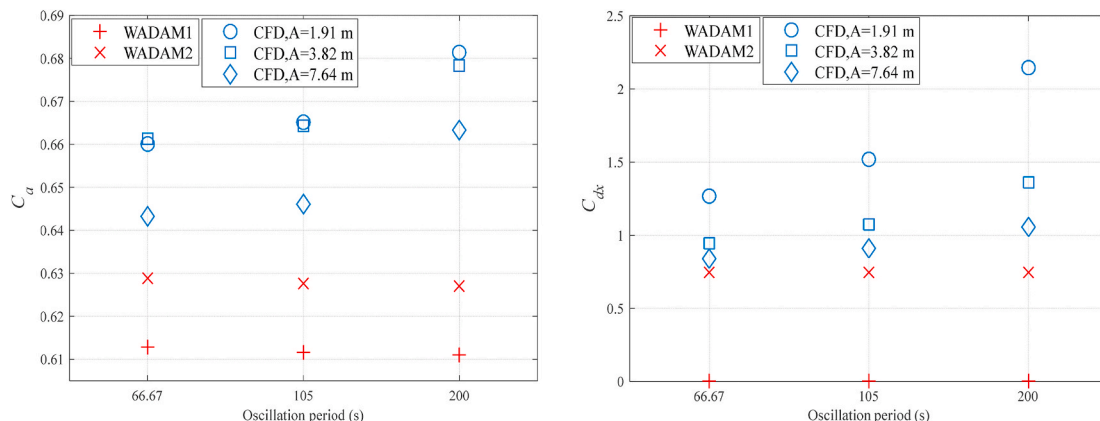 0.69
0.68
0.67
0.66
0.65
0.64
0.63
0.62
0.61
C_a
WADAM1
WADAM2
CFD,A=1.91 m
CFD,A=3.82 m
CFD,A=7.64 m
66.67 105 200
Oscillation period (s)
2.5
2
1.5
1
0.5
0
C_dx
WADAM1
WADAM2
CFD,A=1.91 m
CFD,A=3.82 m
CFD,A=7.64 m
66.67 105 200
Oscillation period (s)